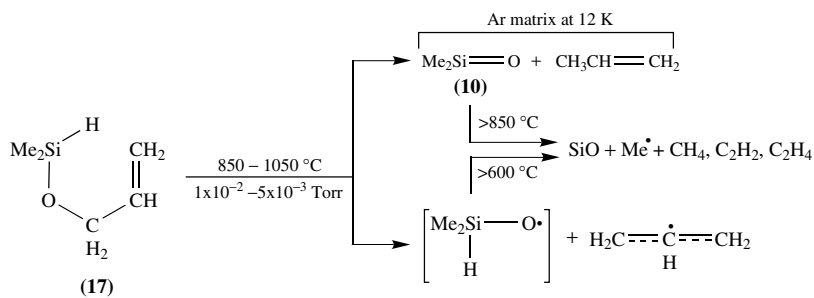 Ar matrix at 12 K
Me₂Si=O + CH₃CH=CH₂
(10)
>850 °C
H
Me₂Si
CH₂
O
CH
C
H₂
(17)
850 – 1050 °C
1x10⁻² –5x10⁻³ Torr
SiO + Me• + CH₄, C₂H₂, C₂H₄
>600 °C
Me₂Si—O•
H
+
H₂C=C•=CH₂
H